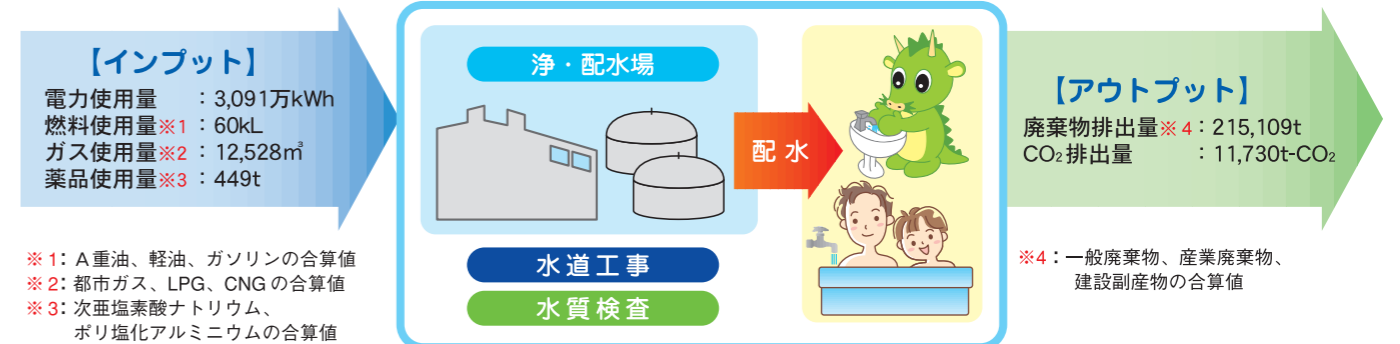 【インプット】
電力使用量　：3,091万kWh
燃料使用量※1：60kL
ガス使用量※2：12,528㎥
薬品使用量※3：449t
※1：A重油、軽油、ガソリンの合算値
※2：都市ガス、LPG、CNGの合算値
※3：次亜塩素酸ナトリウム、
ポリ塩化アルミニウムの合算値
浄・配水場
配水
水道工事
水質検査
【アウトプット】
廃棄物排出量※4：215,109t
CO₂排出量　：11,730t-CO₂
※4：一般廃棄物、産業廃棄物、
建設副産物の合算値